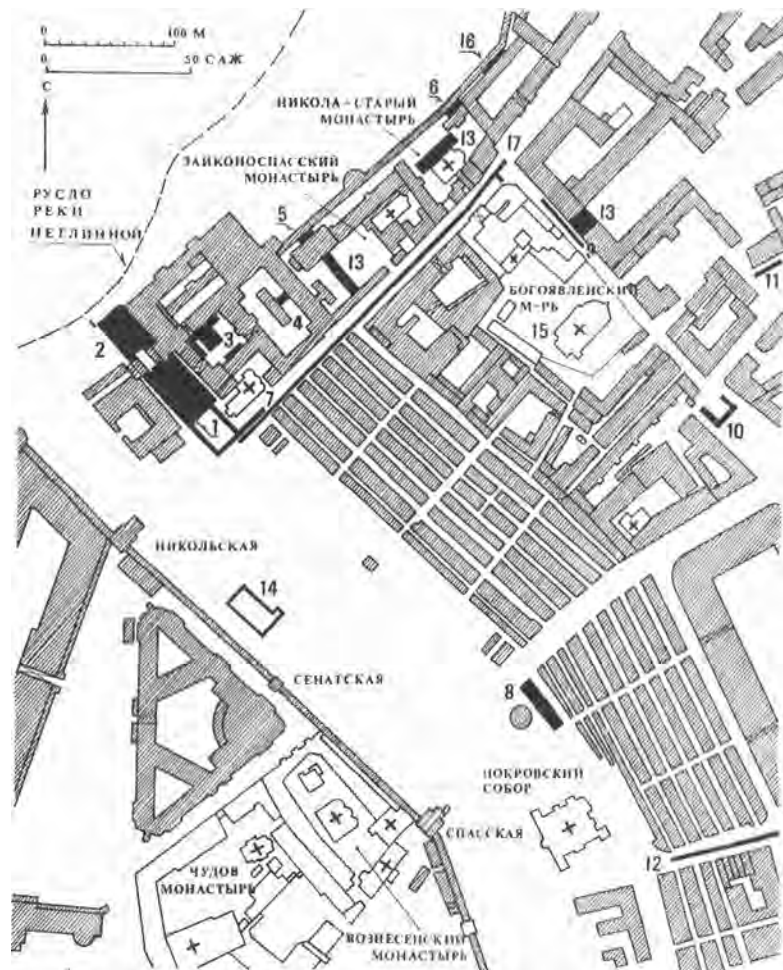 0 100 М
0 50 САЖ
С
РУСЛО
РЕКИ
НЕГЛИННОЙ
16
6
НИКОЛА-СТАРЫЙ
МОНАСТЫРЬ
13
17
ЗАИКОНОСПАССКИЙ
МОНАСТЫРЬ
5
13
13
9
11
БОГОЯВЛЕНСКИЙ
М-РЬ
15
2
3
4
7
1
10
НИКОЛЬСКАЯ
14
СЕНАТСКАЯ
8
ПОКРОВСКИЙ
СОБОР
СПАССКАЯ
12
ЧУДОВ
МОНАСТЫРЬ
ВОЗНЕСЕНСКИЙ
МОНАСТЫРЬ